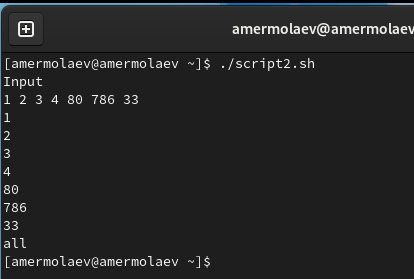 amermolaev@amermolaev
[amermolaev@amermolaev ~]$ ./script2.sh
Input
1 2 3 4 80 786 33
1
2
3
4
80
786
33
all
[amermolaev@amermolaev ~]$